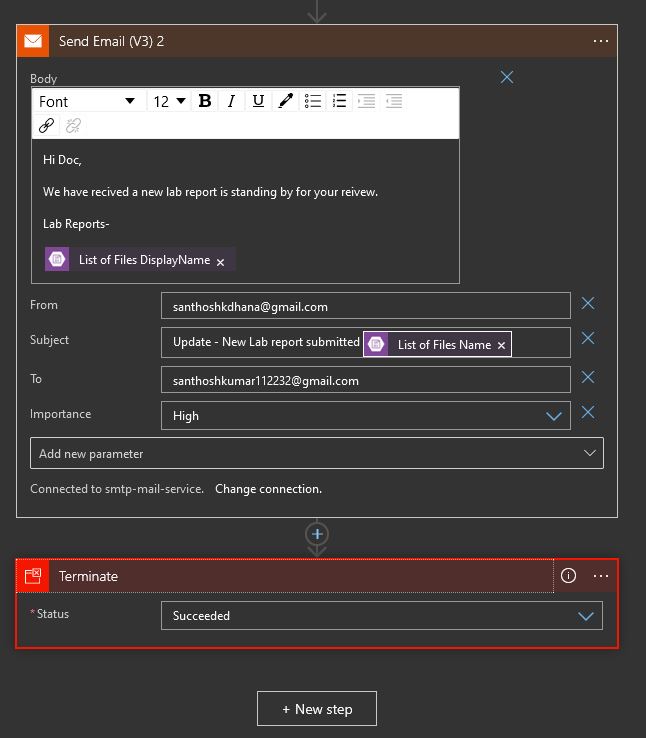 Send Email (V3) 2
Body
Font 12 B I U
Hi Doc,
We have recived a new lab report is standing by for your reivew.
Lab Reports-
List of Files DisplayName ×
From santhoshkdhana@gmail.com
Subject Update - New Lab report submitted List of Files Name ×
To santhoshkumar112232@gmail.com
Importance High
Add new parameter
Connected to smtp-mail-service. Change connection.
Terminate
* Status Succeeded
+ New step